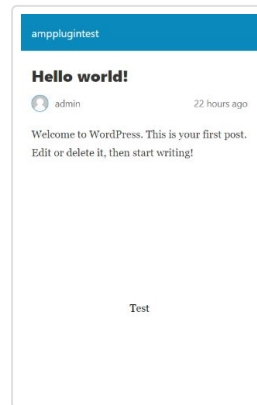 ampplugintest
Hello world!
admin 22 hours ago
Welcome to WordPress. This is your first post.
Edit or delete it, then start writing!
Test